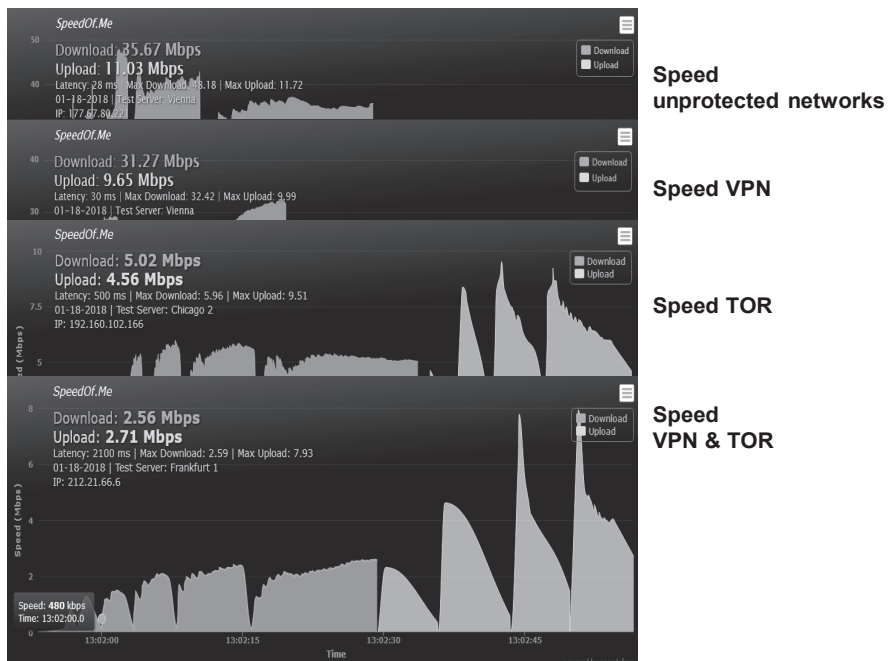 SpeedOf.Me
50
Download: 35.67 Mbps
Upload: 11.03 Mbps
Download
Upload
40
Latency: 28 ms | Max Download: 48.18 | Max Upload: 11.72
01-18-2018 | Test Server: Vienna
IP: 177.67.80.223
Speed
unprotected networks
SpeedOf.Me
40
Download: 31.27 Mbps
Upload: 9.65 Mbps
Download
Upload
Latency: 30 ms | Max Download: 32.42 | Max Upload: 9.99
30
01-18-2018 | Test Server: Vienna
Speed VPN
SpeedOf.Me
10
Download: 5.02 Mbps
Upload: 4.56 Mbps
Download
Upload
Latency: 500 ms | Max Download: 5.96 | Max Upload: 9.51
7.5
01-18-2018 | Test Server: Chicago 2
IP: 192.160.102.166
5
ed (Mbps)
Speed TOR
SpeedOf.Me
8
Download: 2.56 Mbps
Upload: 2.71 Mbps
Download
Upload
Latency: 2100 ms | Max Download: 2.59 | Max Upload: 7.93
6
01-18-2018 | Test Server: Frankfurt 1
IP: 212.21.66.6
Speed (Mbps)
4
2
Speed: 480 kbps
Time: 13:02:00.0
0
13:02:00
13:02:15
13:02:30
13:02:45
Time
Speed
VPN & TOR